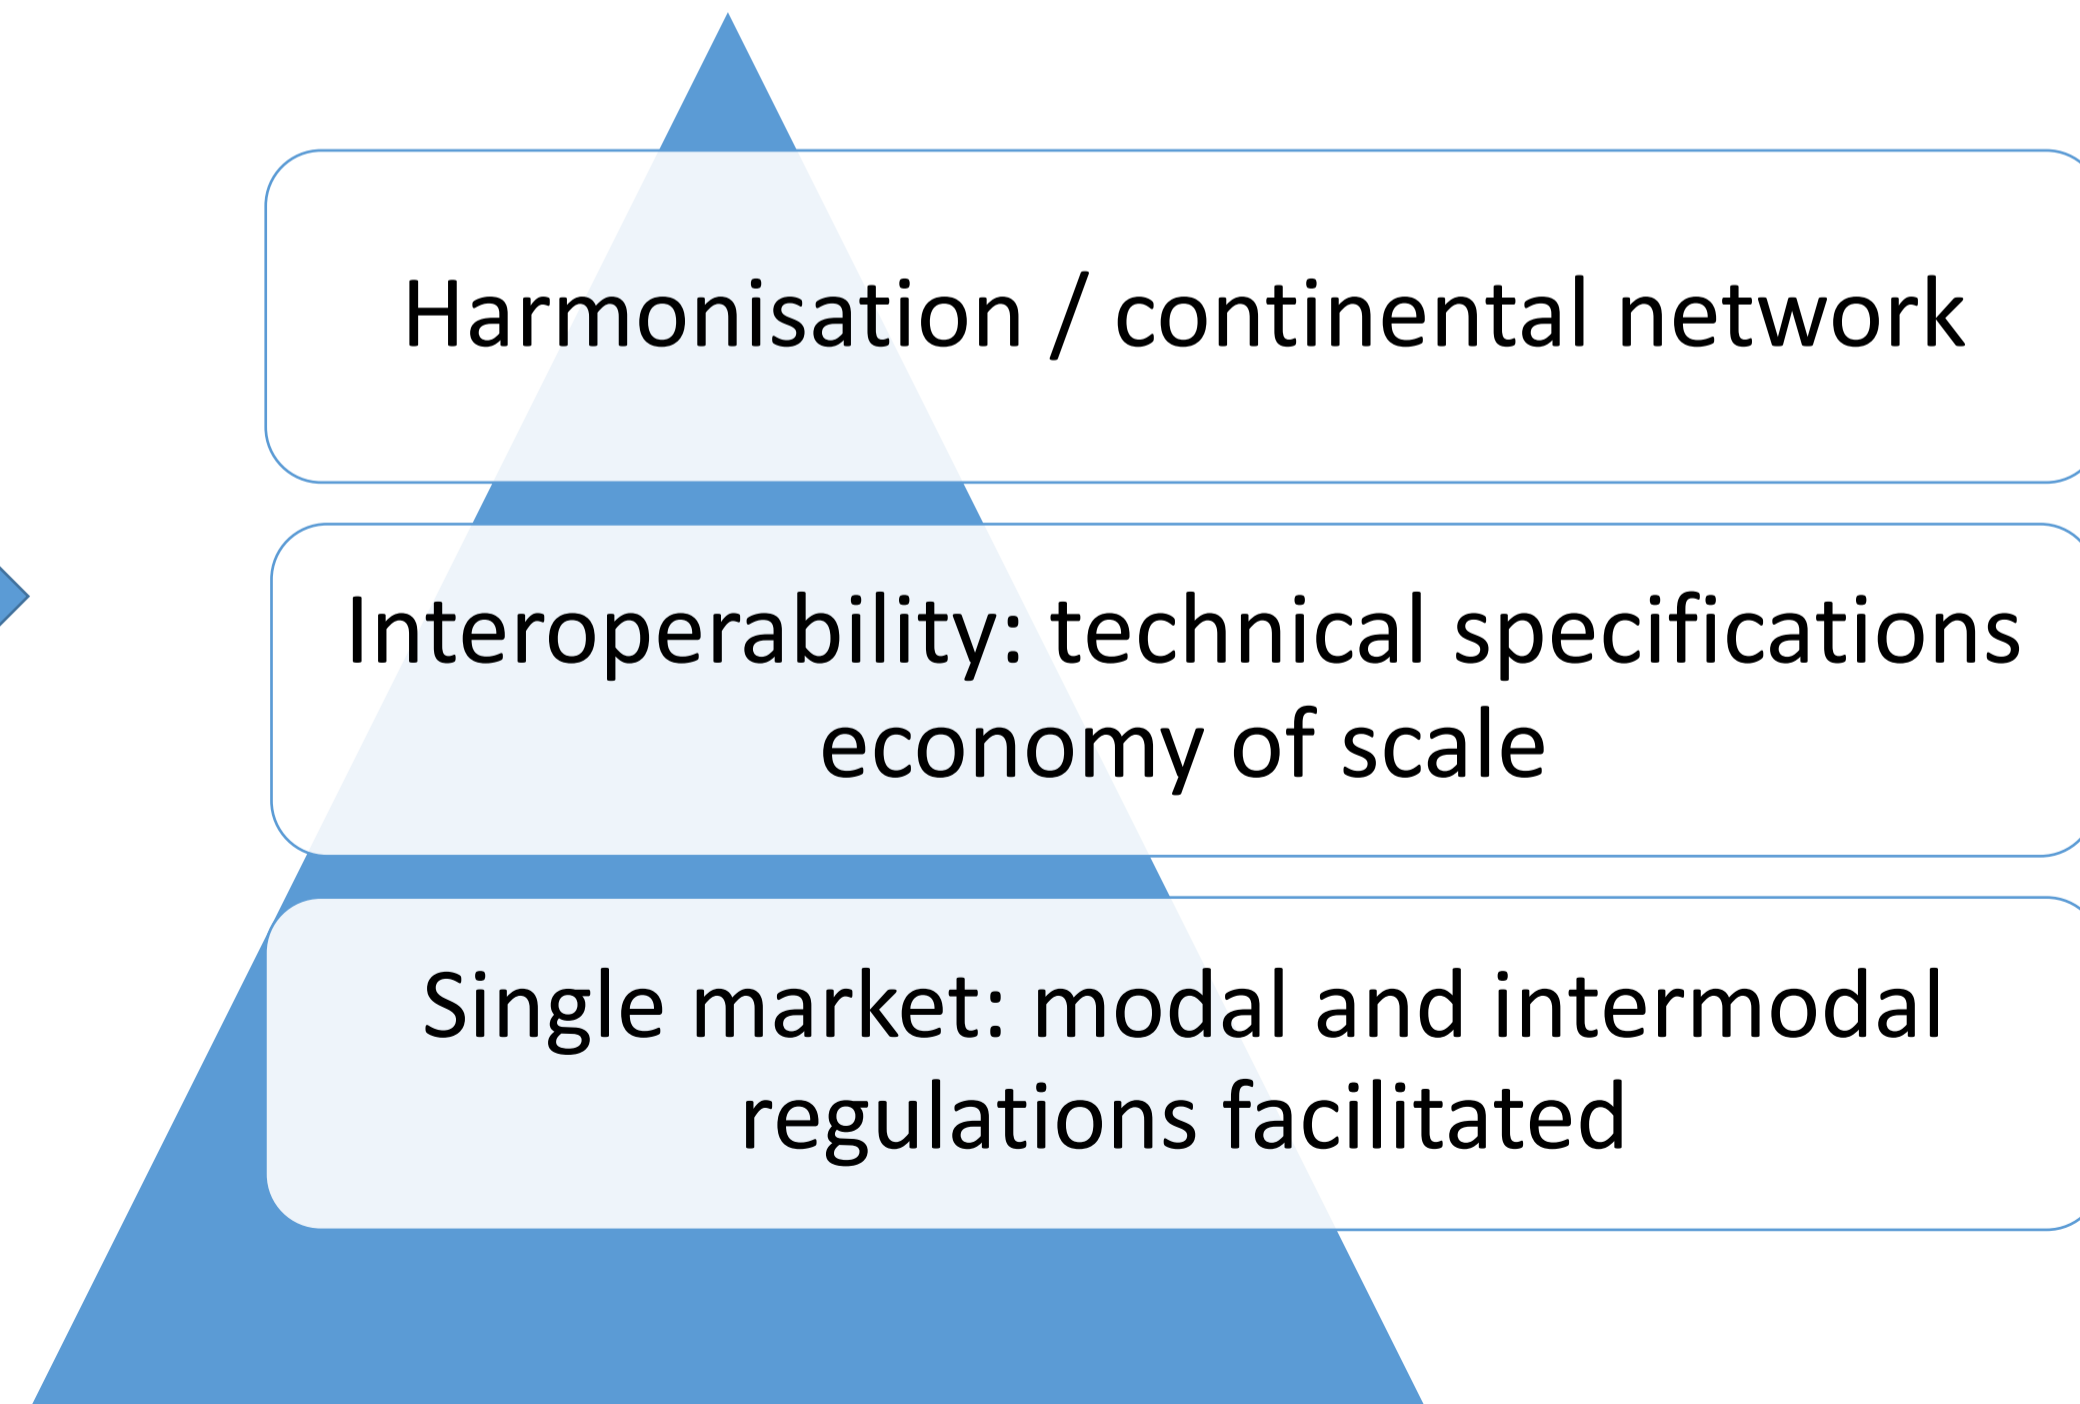 Harmonisation / continental network
Interoperability: technical specifications
economy of scale
Single market: modal and intermodal
regulations facilitated